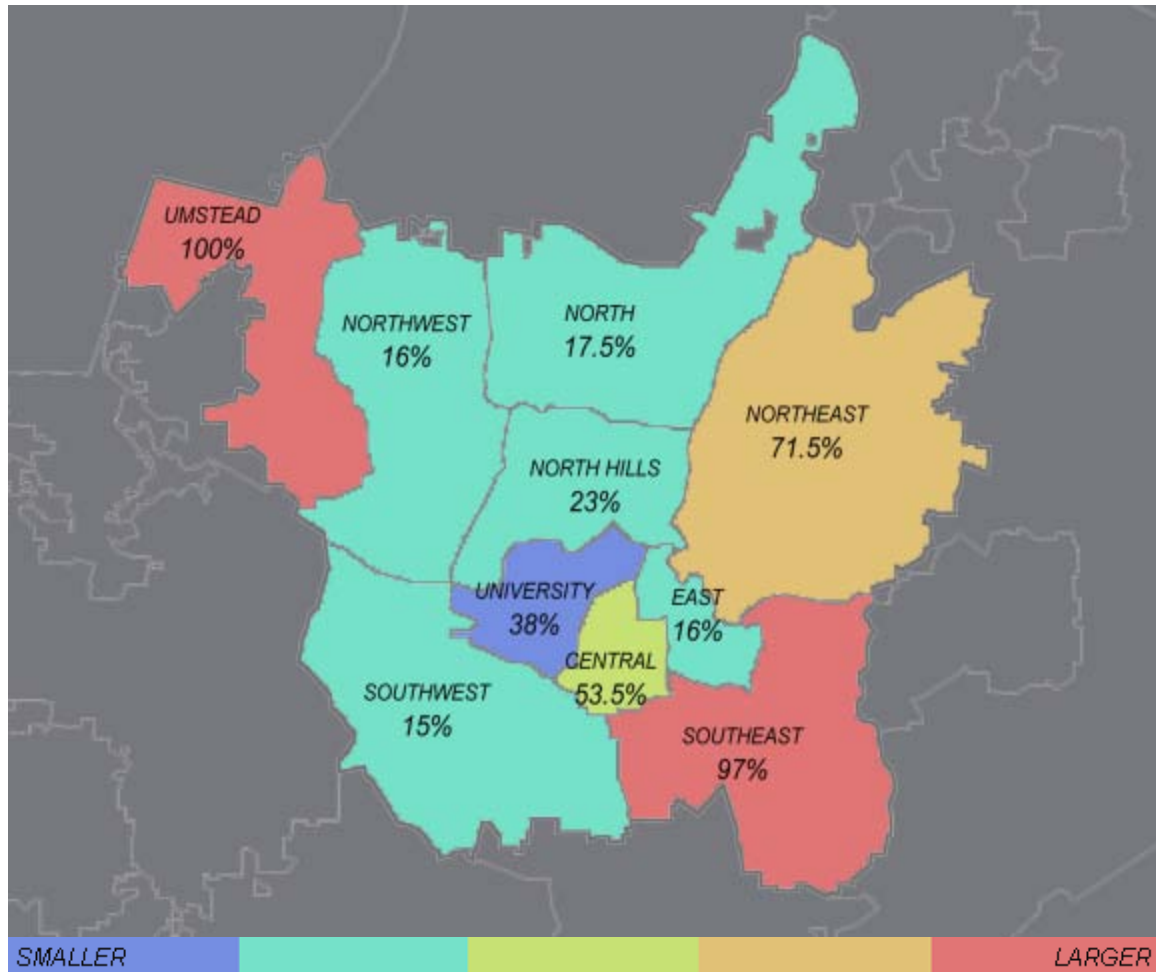 UMSTEAD
100%
NORTHWEST
16%
NORTH
17.5%
NORTHEAST
71.5%
NORTH HILLS
23%
UNIVERSITY
38%
EAST
16%
CENTRAL
53.5%
SOUTHWEST
15%
SOUTHEAST
97%
SMALLER
LARGER